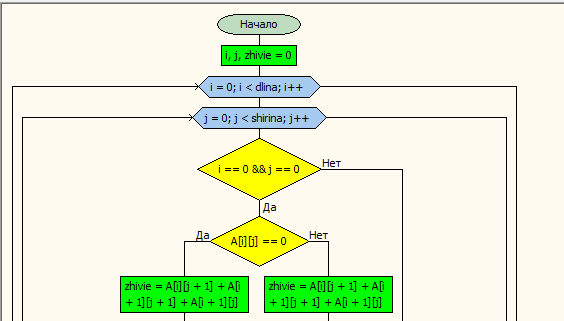 Начало
i, j, zhivie = 0
i = 0; i < dlina; i++
j = 0; j < shirina; j++
i == 0 && j == 0
Нет
Да
Да
A[i][j] == 0
Нет
zhivie = A[i][j + 1] + A[i
+ 1][j + 1] + A[i + 1][j]
zhivie = A[i][j + 1] + A[i
+ 1][j + 1] + A[i + 1][j]